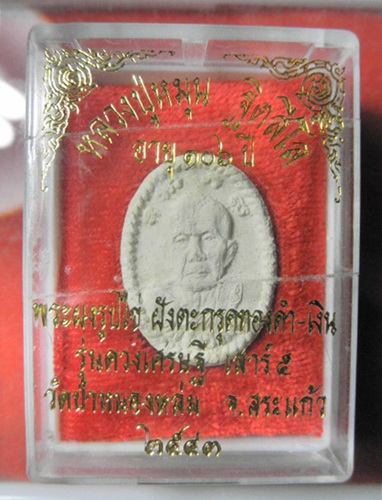 หลวงปู่หมุน ฐิตสีโล
อายุ ๑๐๖ ปี
พระผงรูปไข่ ฝังตะกรุดทองคำ-เงิน
รุ่นดวงเศรษฐี เสาร์ ๕
วัดป่าหนองหล่ม จ.สระแก้ว
๒๕๔๓